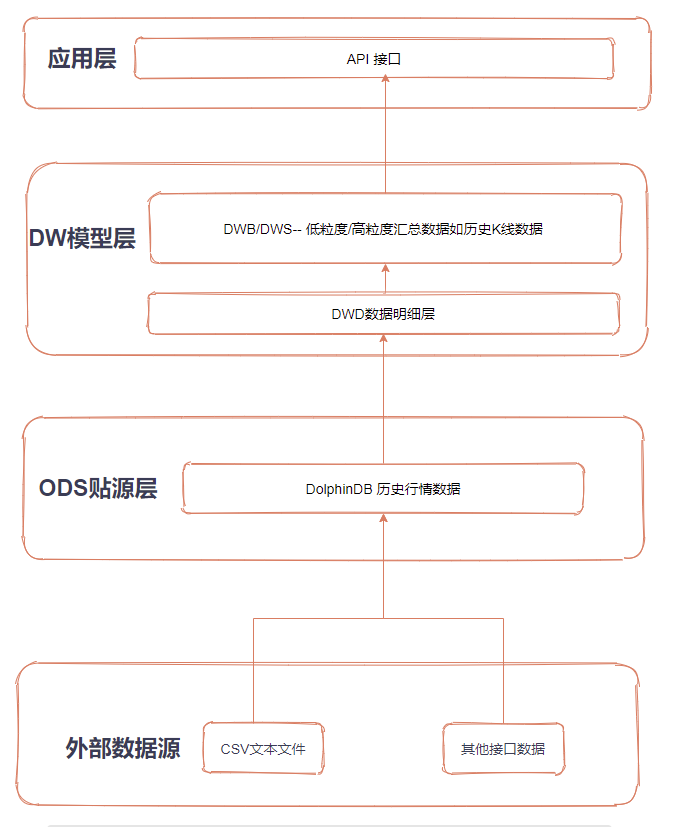 应用层
API 接口
DW模型层
DWB/DWS-- 低粒度/高粒度汇总数据如历史K线数据
DWD数据明细层
ODS贴源层
DolphinDB 历史行情数据
外部数据源
CSV文本文件
其他接口数据